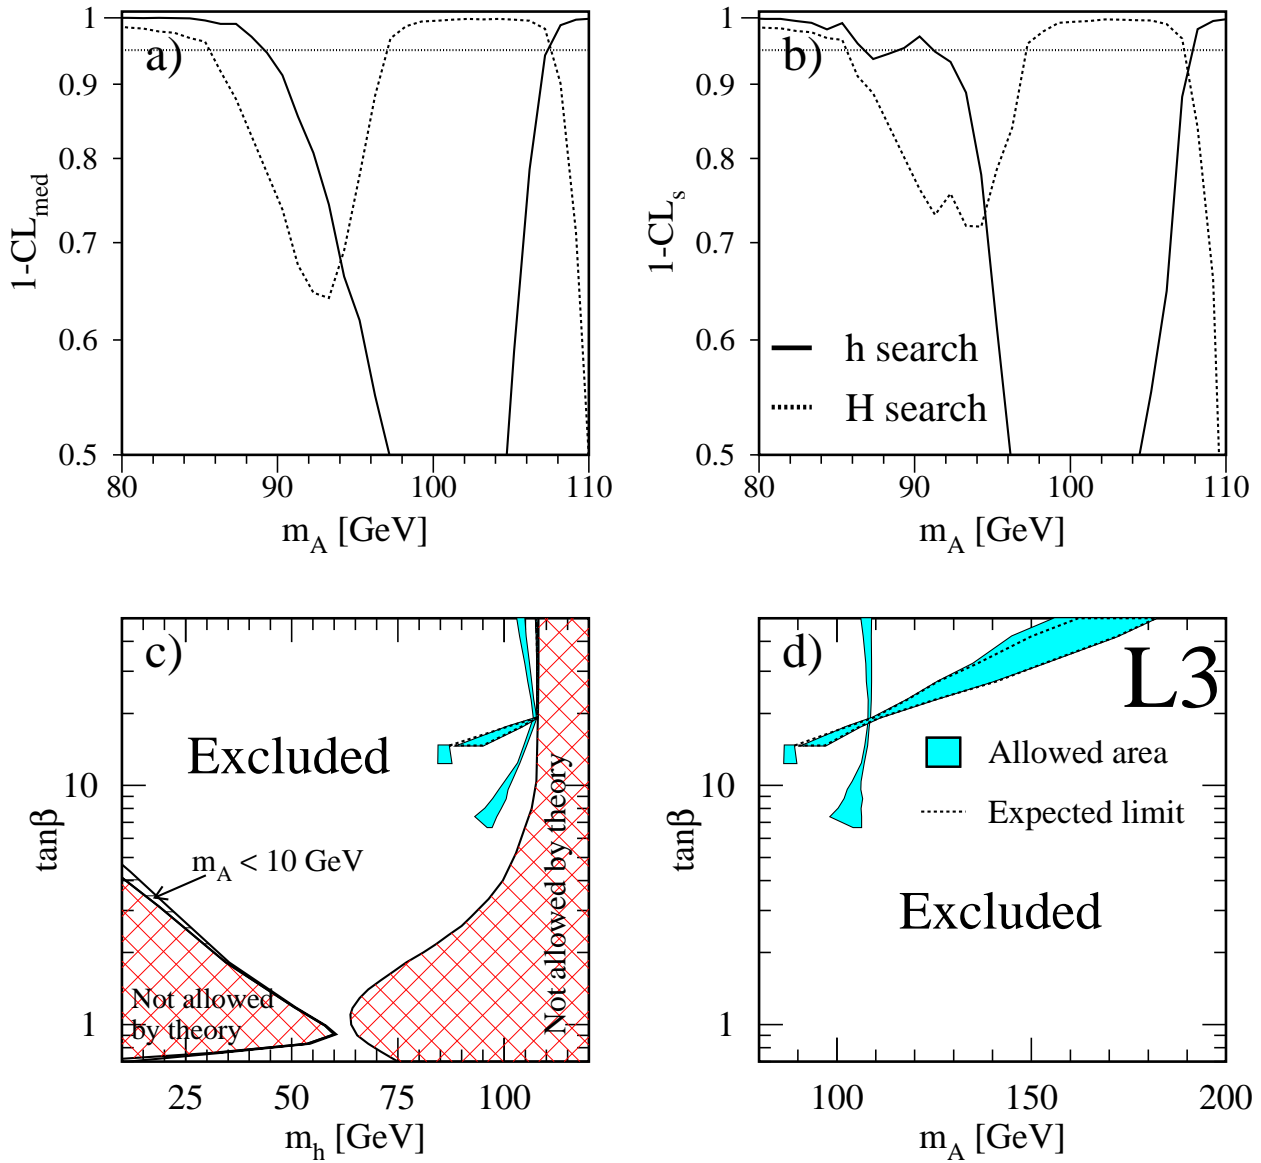 a)
1-CL_med
1
0.9
0.8
0.7
0.6
0.5
80
90
100
110
m_A [GeV]
b)
1-CL_s
1
0.9
0.8
0.7
0.6
0.5
h search
H search
80
90
100
110
m_A [GeV]
c)
tanβ
10
1
Excluded
m_A < 10 GeV
Not allowed
by theory
Not allowed by theory
25
50
75
100
m_h [GeV]
d)
L3
tanβ
10
1
Allowed area
Expected limit
Excluded
100
150
200
m_A [GeV]